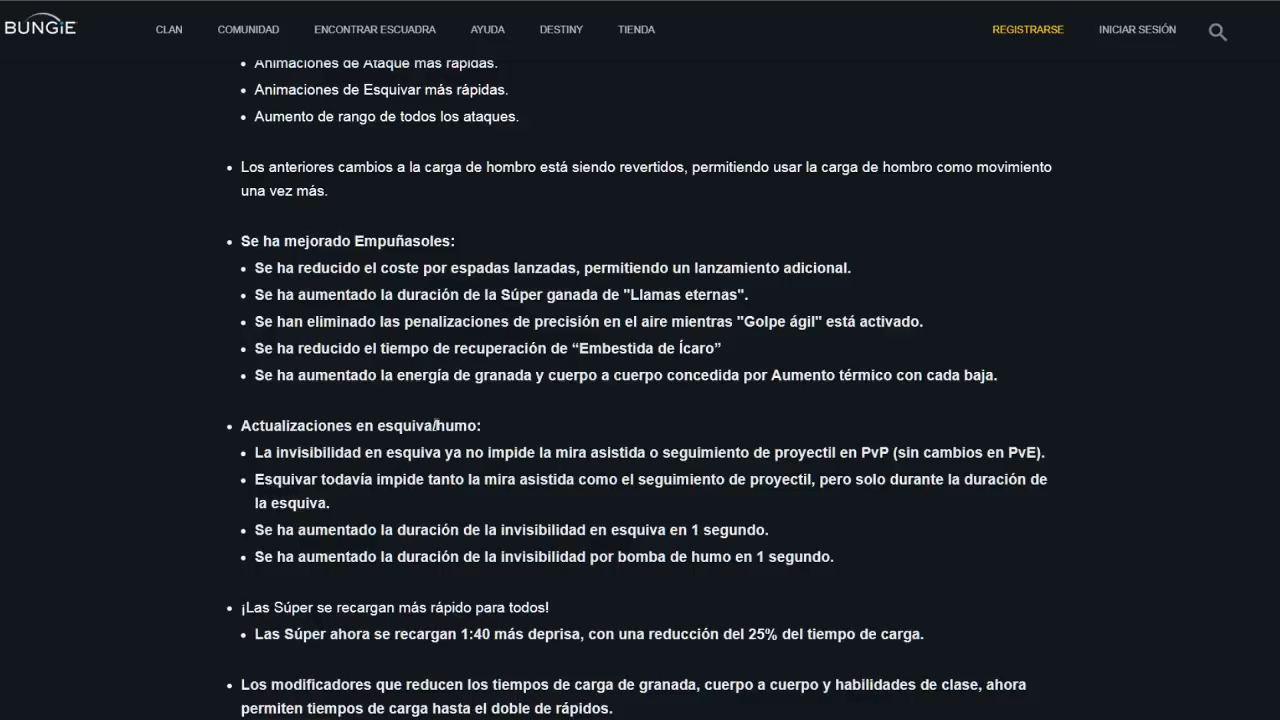 BUNGiE
CLAN COMUNIDAD ENCONTRAR ESCUADRA AYUDA DESTINY TIENDA REGISTRARSE INICIAR SESIÓN
• Animaciones de Ataque más rápidas.
• Animaciones de Esquivar más rápidas.
• Aumento de rango de todos los ataques.
• Los anteriores cambios a la carga de hombro está siendo revertidos, permitiendo usar la carga de hombro como movimiento
una vez más.
• Se ha mejorado Empuñasoles:
• Se ha reducido el coste por espadas lanzadas, permitiendo un lanzamiento adicional.
• Se ha aumentado la duración de la Súper ganada de "Llamas eternas".
• Se han eliminado las penalizaciones de precisión en el aire mientras "Golpe ágil" está activado.
• Se ha reducido el tiempo de recuperación de “Embestida de Ícaro”
• Se ha aumentado la energía de granada y cuerpo a cuerpo concedida por Aumento térmico con cada baja.
• Actualizaciones en esquiva/humo:
• La invisibilidad en esquiva ya no impide la mira asistida o seguimiento de proyectil en PvP (sin cambios en PvE).
• Esquivar todavía impide tanto la mira asistida como el seguimiento de proyectil, pero solo durante la duración de
la esquiva.
• Se ha aumentado la duración de la invisibilidad en esquiva en 1 segundo.
• Se ha aumentado la duración de la invisibilidad por bomba de humo en 1 segundo.
• ¡Las Súper se recargan más rápido para todos!
• Las Súper ahora se recargan 1:40 más deprisa, con una reducción del 25% del tiempo de carga.
• Los modificadores que reducen los tiempos de carga de granada, cuerpo a cuerpo y habilidades de clase, ahora
permiten tiempos de carga hasta el doble de rápidos.